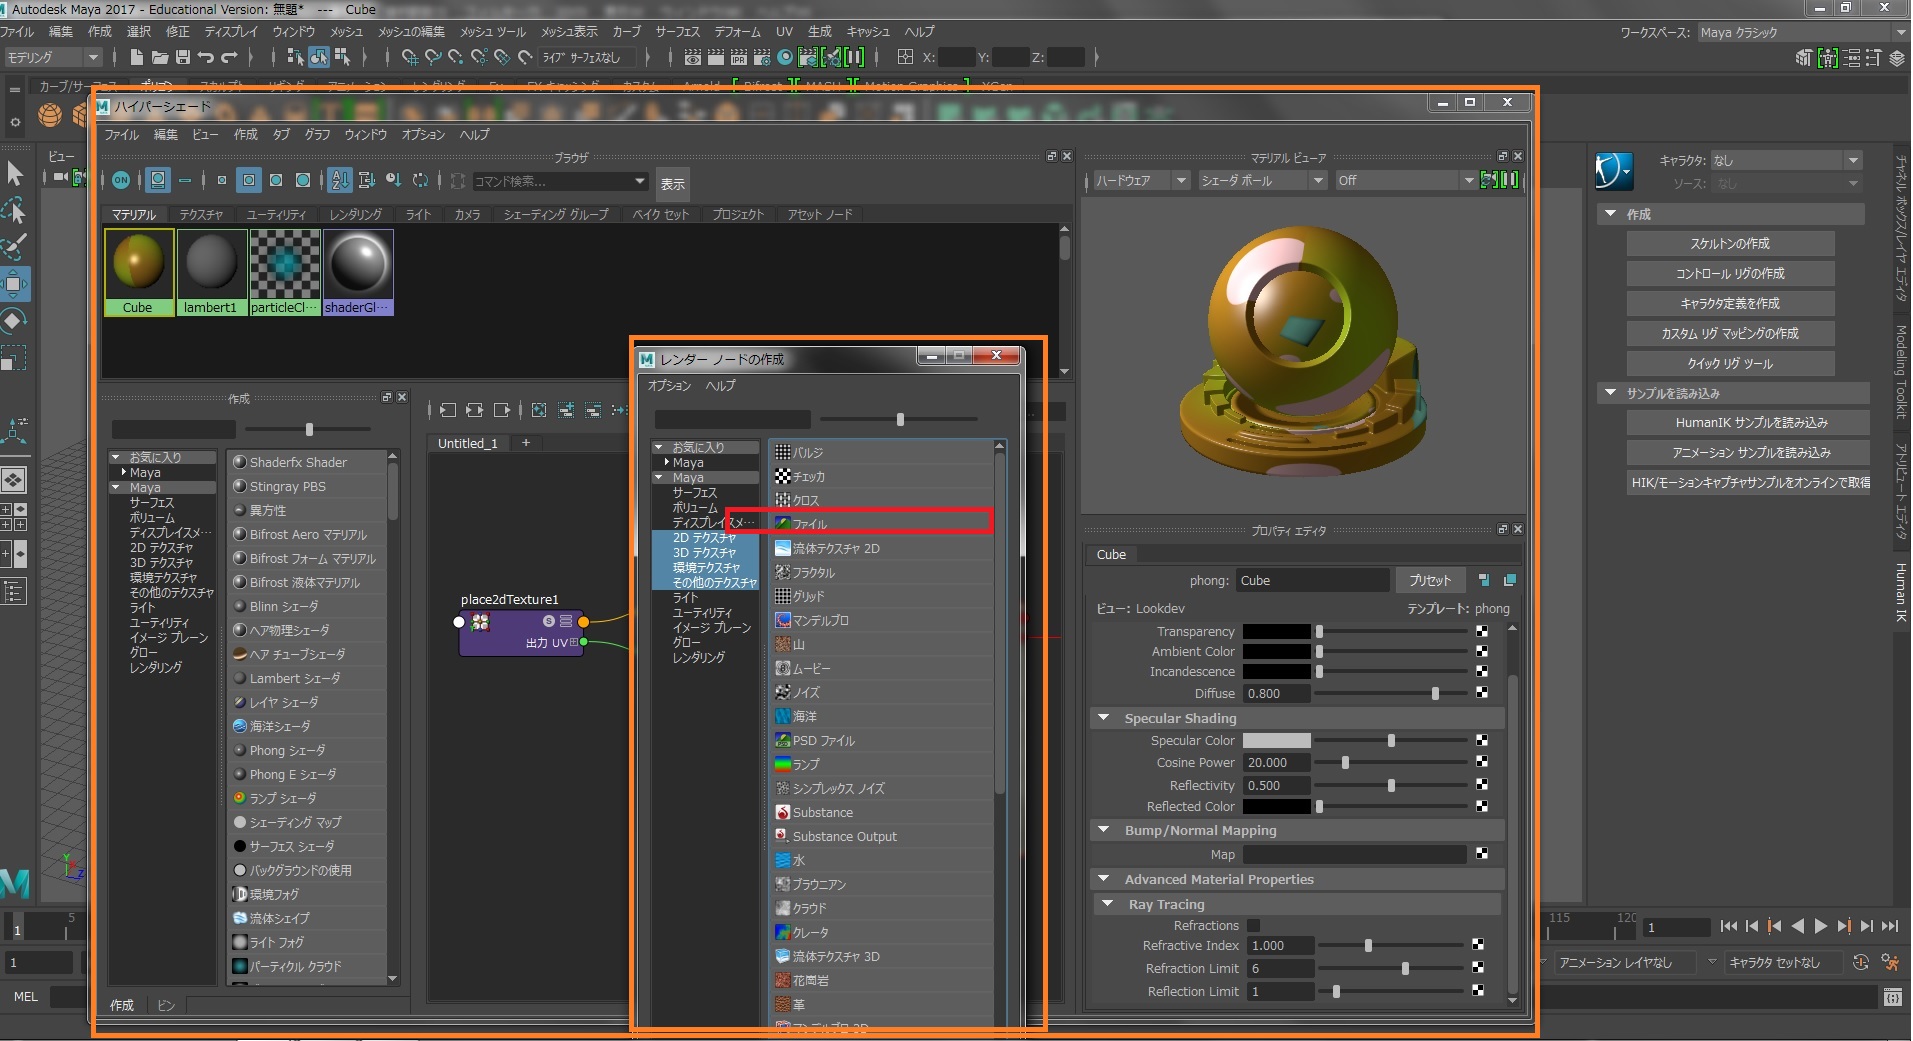 Autodesk Maya 2017 - Educational Version: 無題* --- Cube
ファイル 編集 作成 選択 修正 ディスプレイ ウィンドウ メッシュ メッシュの編集 メッシュ ツール メッシュ表示 カーブ サーフェス デフォーム UV 生成 キャッシュ ヘルプ
ワークスペース: Maya クラシック
モデリング
ライブ サーフェスなし
X: Y: Z:
ビュー
ハイパーシェード
ファイル 編集 ビュー 作成 タブ グラフ ウィンドウ オプション ヘルプ
ブラウザ
ON
コマンド検索...
表示
マテリアル テクスチャ ユーティリティ レンダリング ライト カメラ シェーディング グループ ベイク セット プロジェクト アセット ノード
Cube lambert1 particleCl… shaderGl…
作成
お気に入り
Maya
Maya
サーフェス
ボリューム
ディスプレイスメ…
2D テクスチャ
3D テクスチャ
環境テクスチャ
その他のテクスチャ
ライト
ユーティリティ
イメージ プレーン
グロー
レンダリング
Shaderfx Shader
Stingray PBS
異方性
Bifrost Aero マテリアル
Bifrost フォーム マテリアル
Bifrost 液体マテリアル
Blinn シェーダ
ヘア物理シェーダ
ヘア チューブシェーダ
Lambert シェーダ
レイヤ シェーダ
海洋シェーダ
Phong シェーダ
Phong E シェーダ
ランプ シェーダ
シェーディング マップ
サーフェス シェーダ
バックグラウンドの使用
環境フォグ
流体シェイプ
ライト フォグ
パーティクル クラウド
作成 ビン
Untitled_1 +
place2dTexture1
出力 UV
レンダー ノードの作成
オプション ヘルプ
お気に入り
Maya
Maya
サーフェス
ボリューム
ディスプレイスメ…
2D テクスチャ
3D テクスチャ
環境テクスチャ
その他のテクスチャ
ライト
ユーティリティ
イメージ プレーン
グロー
レンダリング
バルジ
チェッカ
クロス
ファイル
流体テクスチャ 2D
フラクタル
グリッド
マンデルブロ
山
ムービー
ノイズ
海洋
PSD ファイル
ランプ
シンプレックス ノイズ
Substance
Substance Output
水
ブラウニアン
クラウド
クレータ
流体テクスチャ 3D
花崗岩
革
マンデルブロ 3D
マテリアル ビューア
ハードウェア シェーダ ボール Off
プロパティ エディタ
Cube
phong: Cube プリセット
ビュー: Lookdev テンプレート: phong
Transparency
Ambient Color
Incandescence
Diffuse 0.800
Specular Shading
Specular Color
Cosine Power 20.000
Reflectivity 0.500
Reflected Color
Bump/Normal Mapping
Map
Advanced Material Properties
Ray Tracing
Refractions
Refractive Index 1.000
Refraction Limit 6
Reflection Limit 1
キャラクタ: なし
ソース: なし
作成
スケルトンの作成
コントロール リグの作成
キャラクタ定義を作成
カスタム リグ マッピングの作成
クイック リグ ツール
サンプルを読み込み
HumanIK サンプルを読み込み
アニメーション サンプルを読み込み
HIK/モーションキャプチャサンプルをオンラインで取得
チャネル ボックス/レイヤ エディタ
Modeling Toolkit
アトリビュート エディタ
Human IK
1 5
115 120 1
1
アニメーション レイヤなし キャラクタ セットなし
MEL